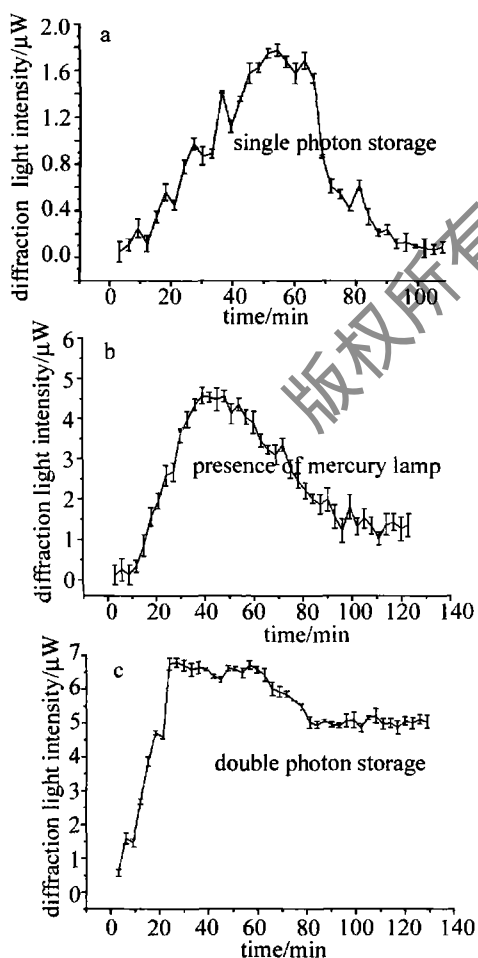 a
diffraction light intensity/μW
2.0
1.6
1.2
0.8
0.4
0.0
single photon storage
0 20 40 60 80 100
time/min
b
diffraction light intensity/μW
6
5
4
3
2
1
0
presence of mercury lamp
0 20 40 60 80 100 120 140
time/min
c
diffraction light intensity/μW
7
6
5
4
3
2
1
0
double photon storage
0 20 40 60 80 100 120 140
time/min
版权所有